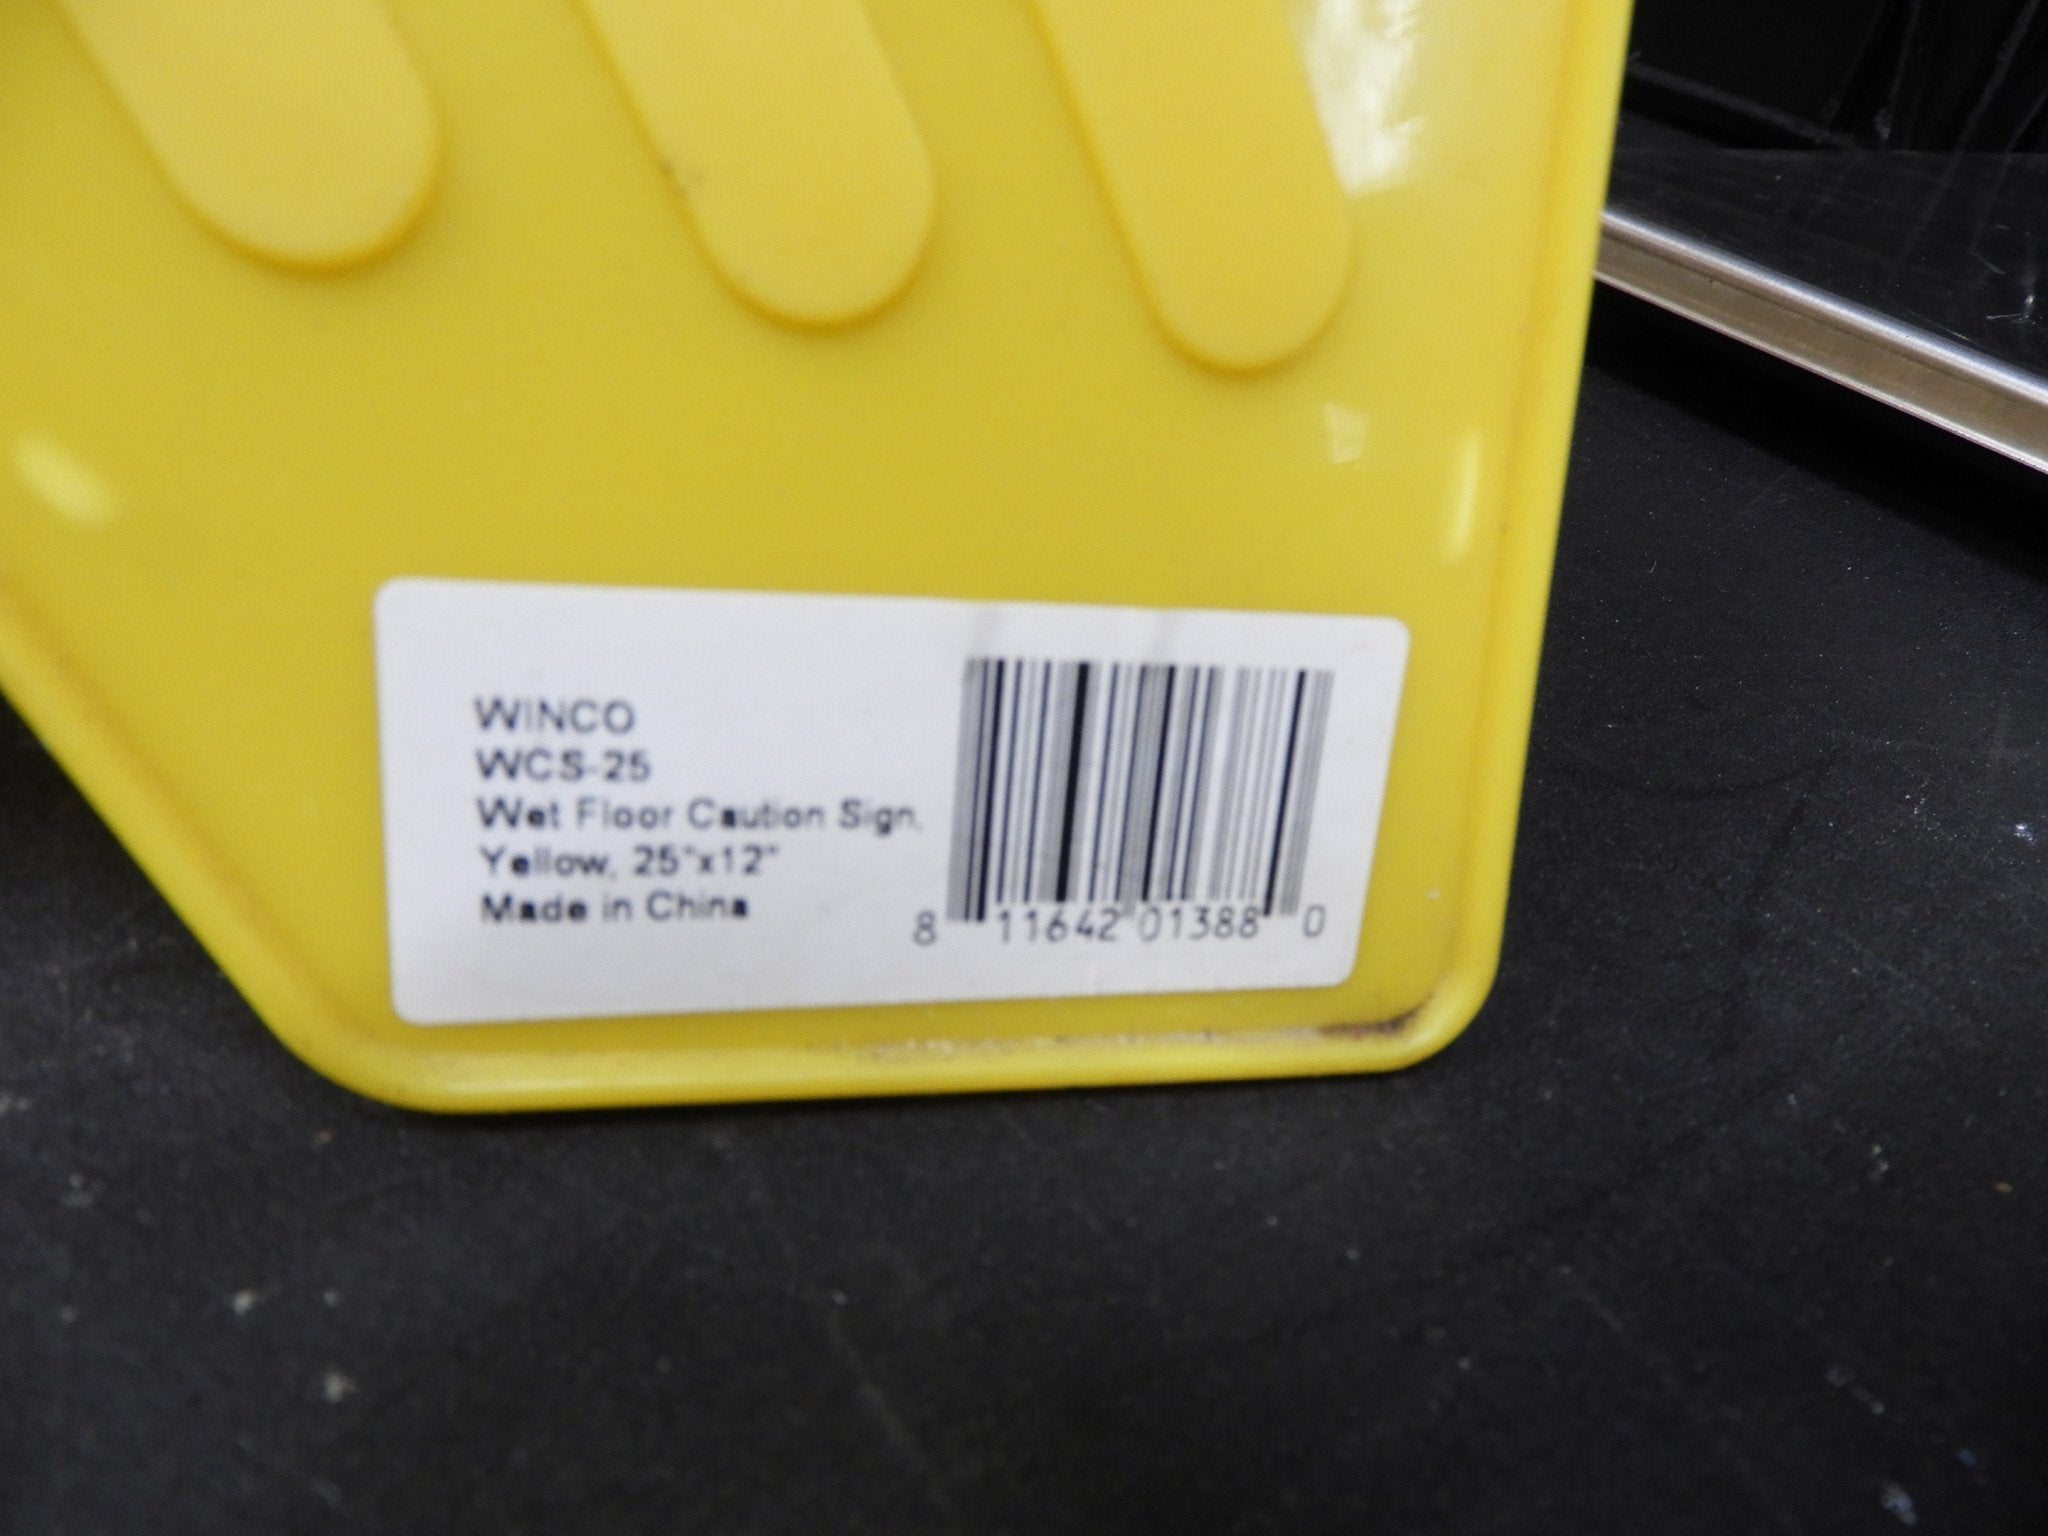 WINCO
WCS-25
Wet Floor Caution Sign,
Yellow, 25"x12"
Made in China
8 11642 01388 0